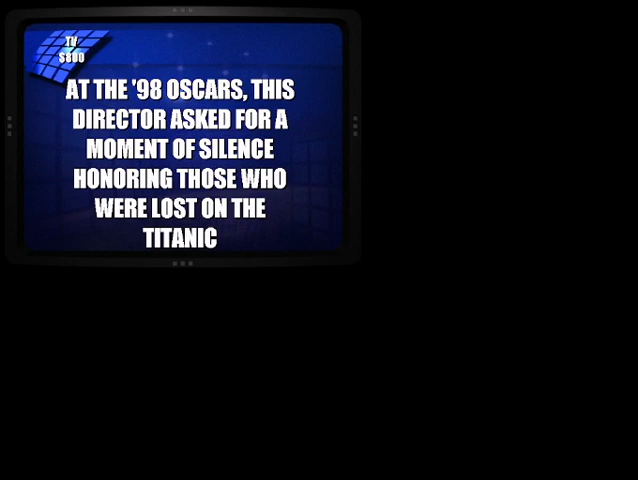 TV
$800
AT THE '98 OSCARS, THIS
DIRECTOR ASKED FOR A
MOMENT OF SILENCE
HONORING THOSE WHO
WERE LOST ON THE
TITANIC